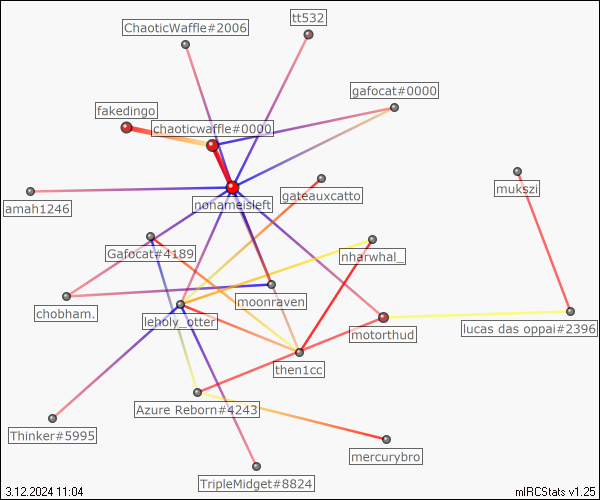 tt532
ChaoticWaffle#2006
gafocat#0000
fakedingo
chaoticwaffle#0000
mukszi
gateauxcatto
nonameisleft
amah1246
Gafocat#4189
nharwhal_
moonraven
chobham.
leholy_otter
motorthud
lucas das oppai#2396
then1cc
Azure Reborn#4243
Thinker#5995
mercurybro
TripleMidget#8824
3.12.2024 11:04
mIRCStats v1.25